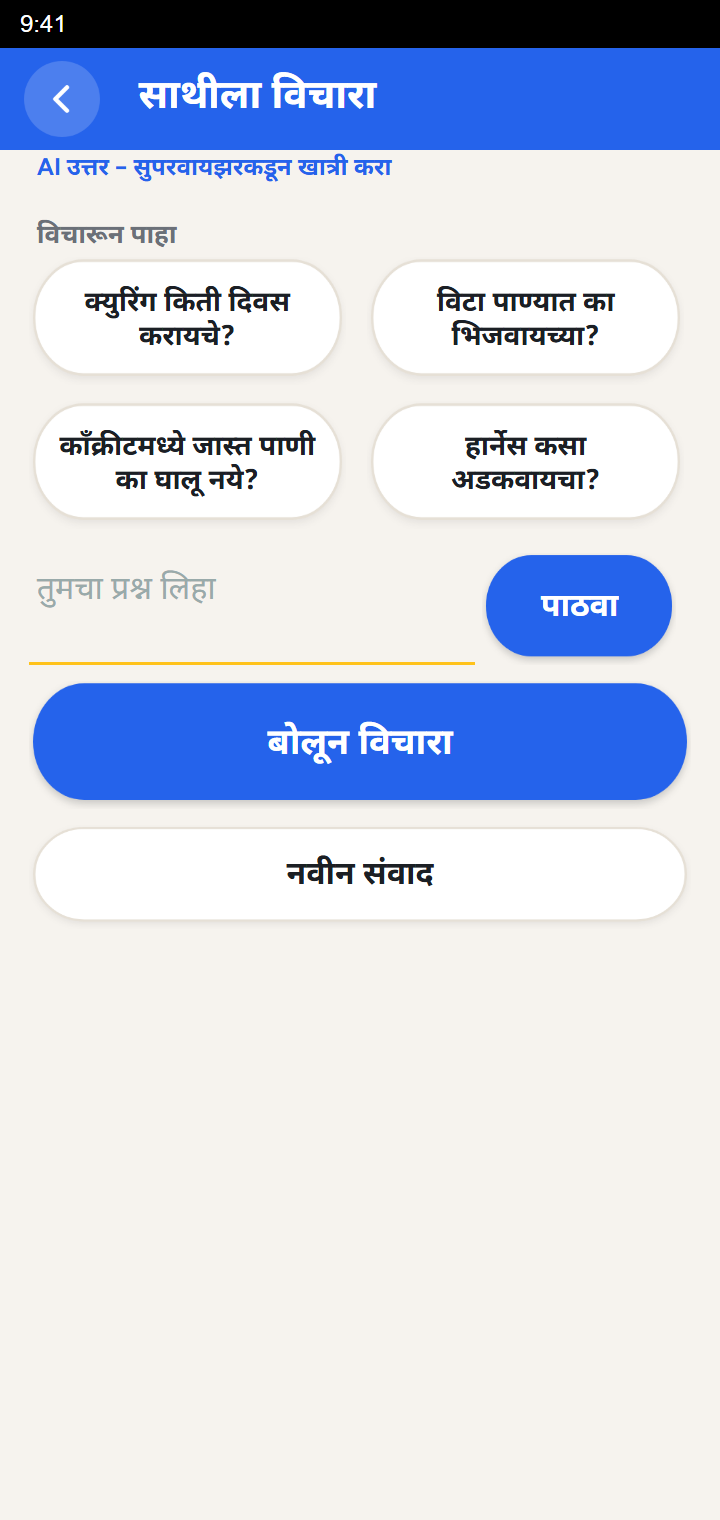 9:41
साथीला विचारा
AI उत्तर – सुपरवायझरकडून खात्री करा
विचारून पाहा
क्युरिंग किती दिवस
करायचे?
विटा पाण्यात का
भिजवायच्या?
काँक्रीटमध्ये जास्त पाणी
का घालू नये?
हार्नेस कसा
अडकवायचा?
तुमचा प्रश्न लिहा
पाठवा
बोलून विचारा
नवीन संवाद